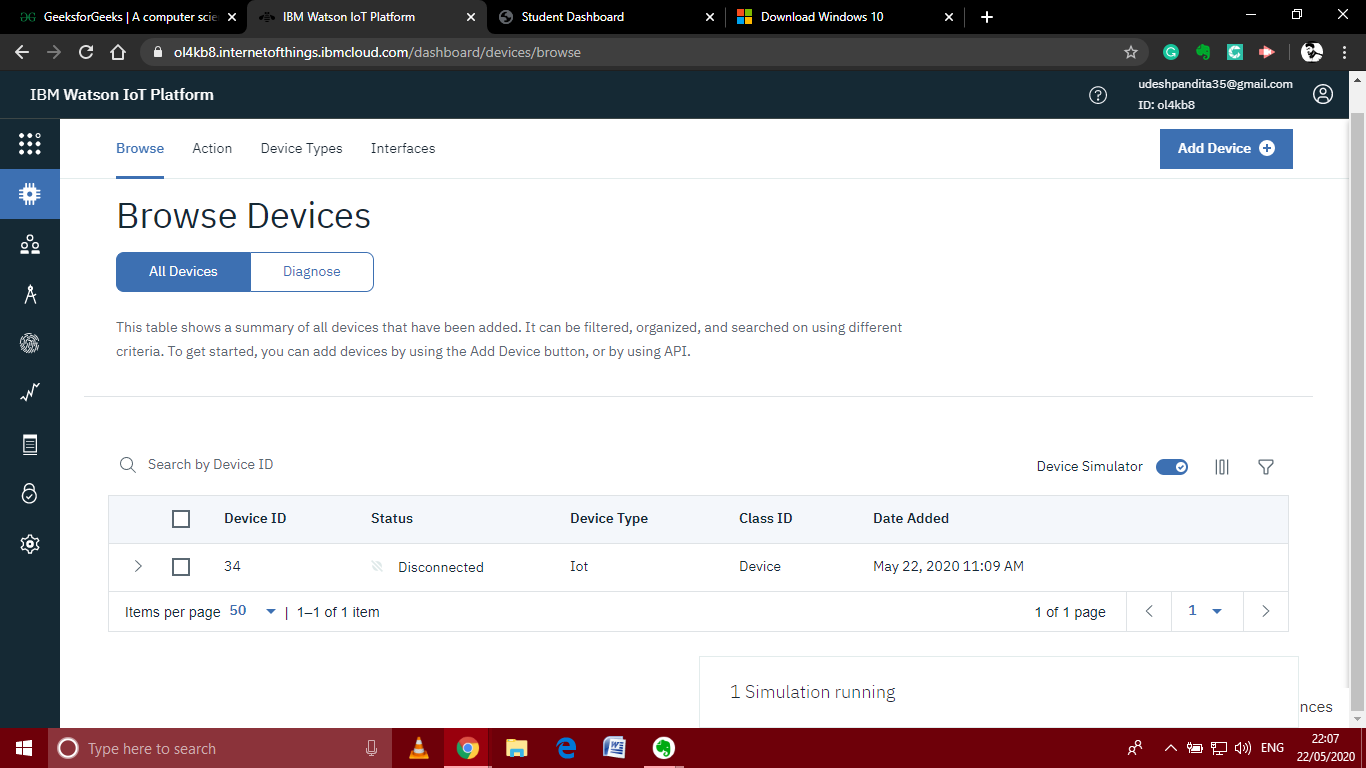 GeeksforGeeks | A computer scie
IBM Watson IoT Platform
Student Dashboard
Download Windows 10
ol4kb8.internetofthings.ibmcloud.com/dashboard/devices/browse
IBM Watson IoT Platform
udeshpandita35@gmail.com
ID: ol4kb8
Browse Action Device Types Interfaces
Add Device
Browse Devices
All Devices Diagnose
This table shows a summary of all devices that have been added. It can be filtered, organized, and searched on using different
criteria. To get started, you can add devices by using the Add Device button, or by using API.
Search by Device ID
Device Simulator
Device ID Status Device Type Class ID Date Added
34 Disconnected Iot Device May 22, 2020 11:09 AM
Items per page 50 | 1–1 of 1 item 1 of 1 page 1
1 Simulation running
nces
Type here to search
ENG
22:07
22/05/2020